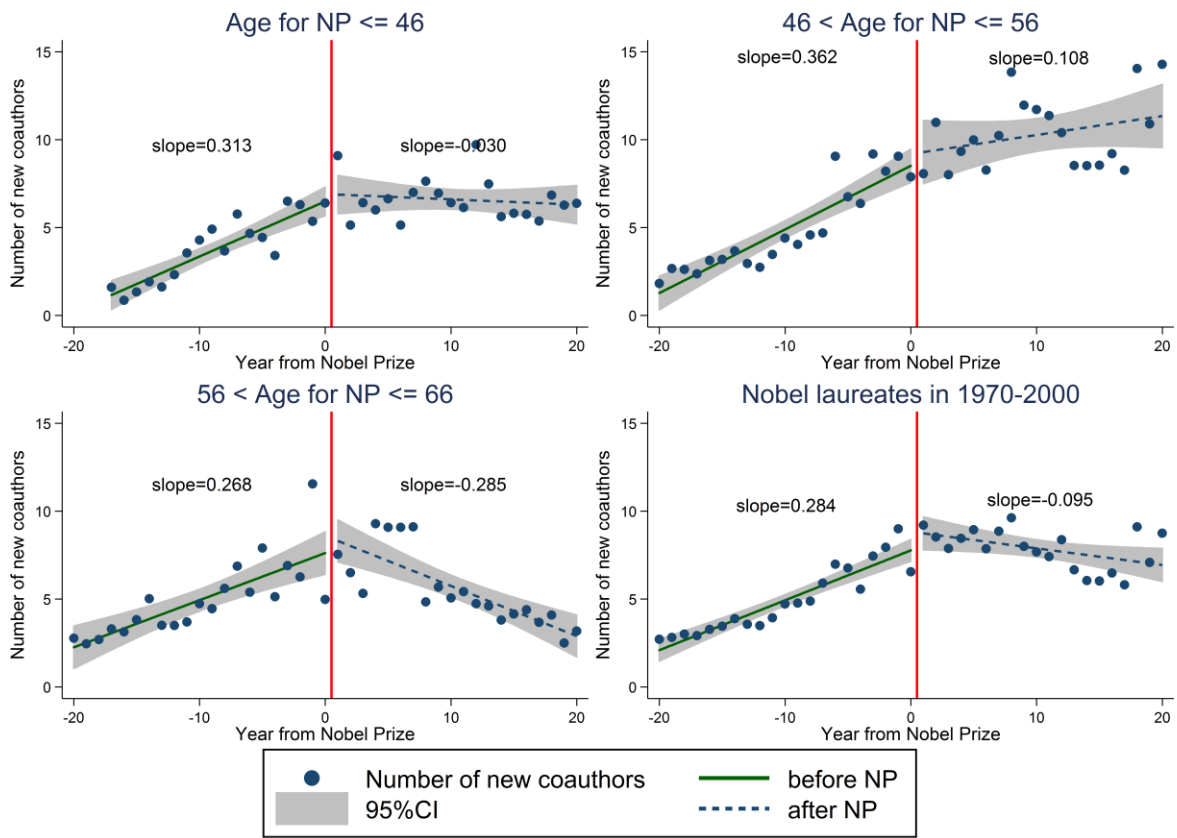 Age for NP <= 46
Number of new coauthors
15
10
5
0
slope=0.313
slope=-0.030
-20
-10
0
10
20
Year from Nobel Prize
46 < Age for NP <= 56
Number of new coauthors
15
10
5
0
slope=0.362
slope=0.108
-20
-10
0
10
20
Year from Nobel Prize
56 < Age for NP <= 66
Number of new coauthors
15
10
5
0
slope=0.268
slope=-0.285
-20
-10
0
10
20
Year from Nobel Prize
Nobel laureates in 1970-2000
Number of new coauthors
15
10
5
0
slope=0.284
slope=-0.095
-20
-10
0
10
20
Year from Nobel Prize
Number of new coauthors
before NP
95%CI
after NP